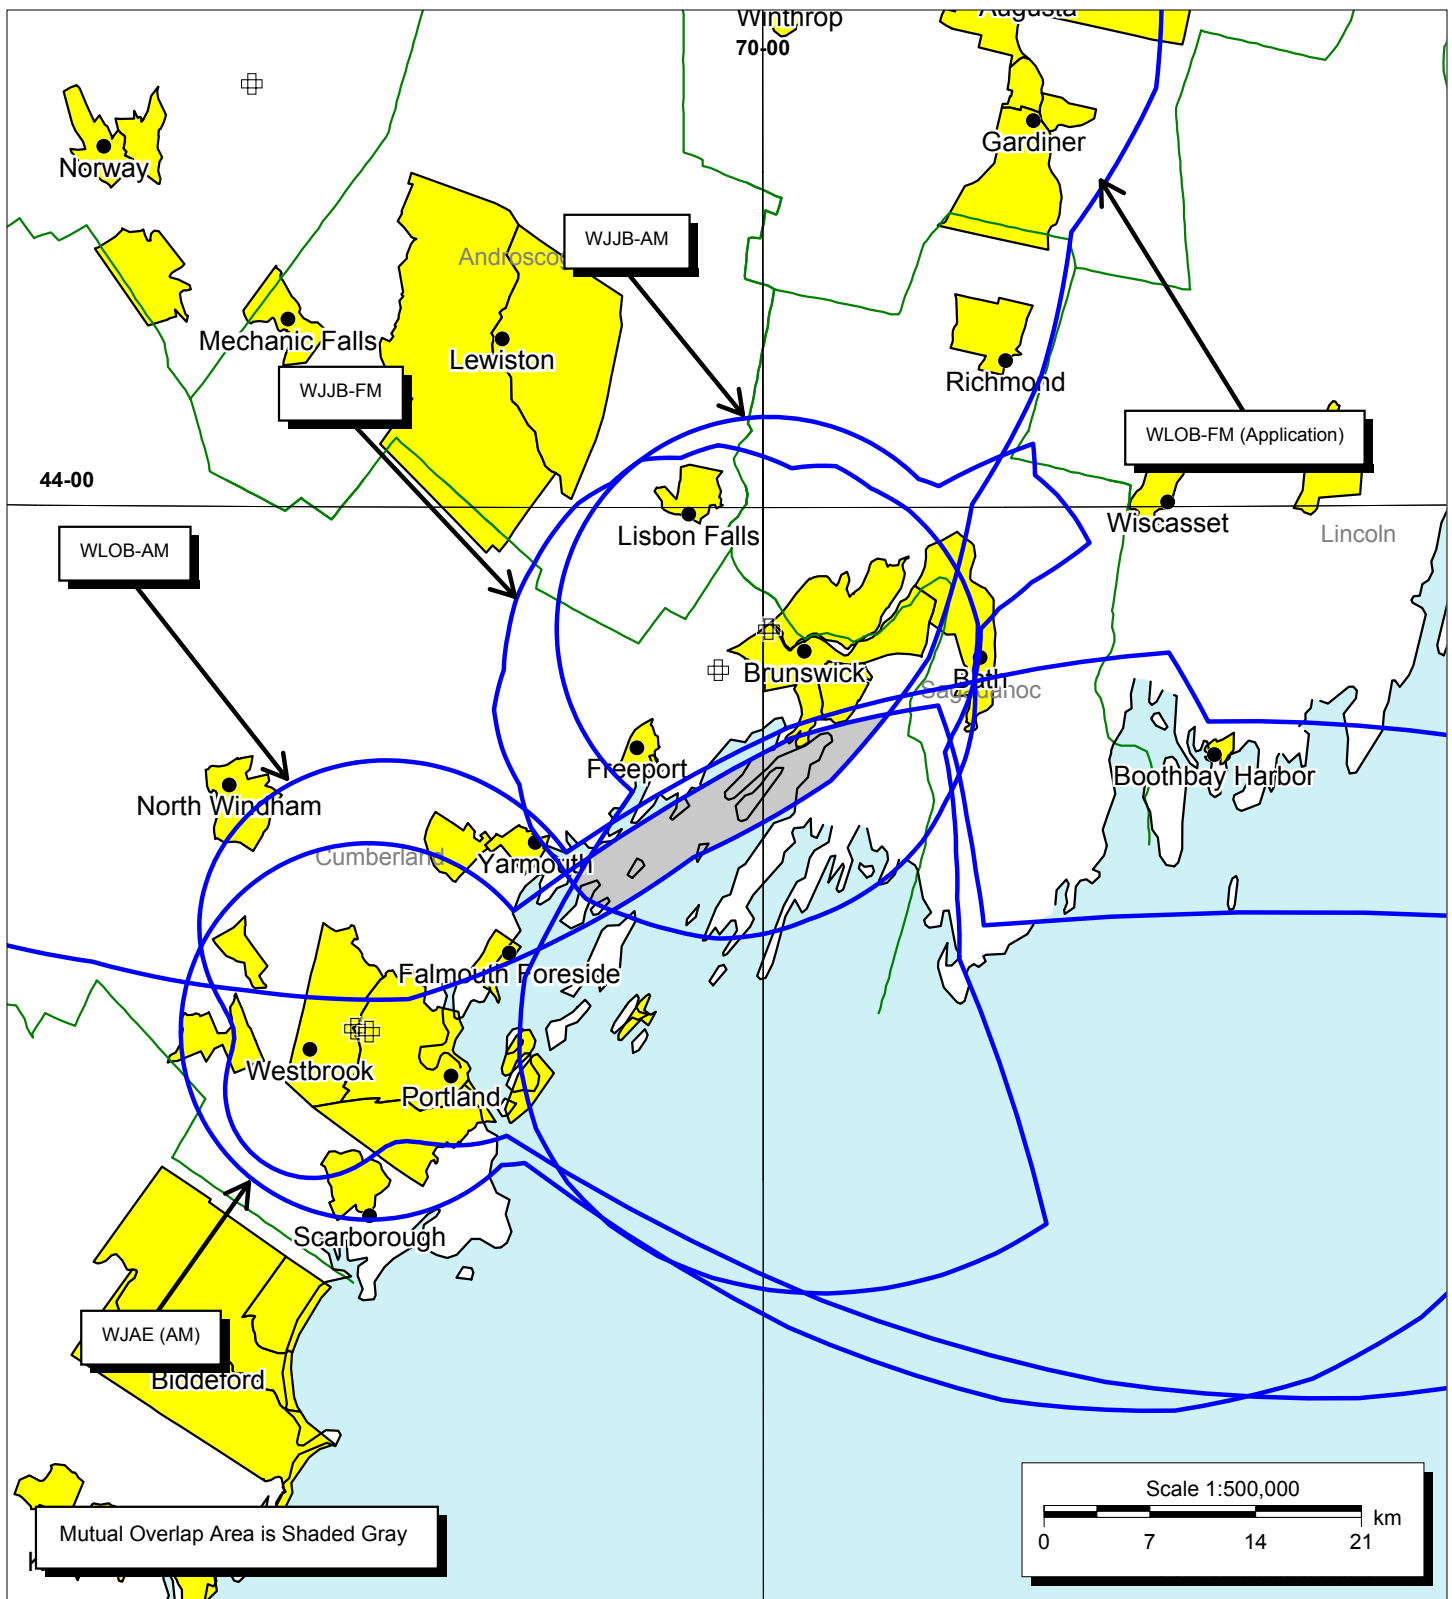 Winthrop
Augusta
70-00
Gardiner
Norway
WJJB-AM
Mechanic Falls
Lewiston
WJJB-FM
Richmond
WLOB-FM (Application)
44-00
Wiscasset
Lincoln
Lisbon Falls
WLOB-AM
Brunswick
Bath
Boothbay Harbor
Freeport
North Windham
Cumberland
Yarmouth
Falmouth Foreside
Westbrook
Portland
Scarborough
WJAE (AM)
Biddeford
Scale 1:500,000
km
0 7 14 21
Mutual Overlap Area is Shaded Gray